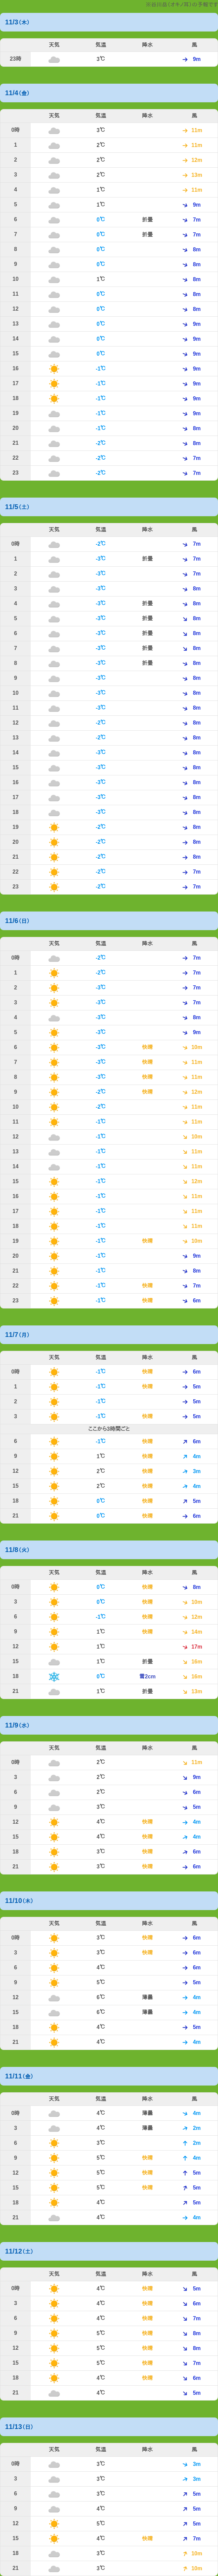 11/3(木)
天気 気温 降水 風
23時 3℃ 9m
11/4(金)
天気 気温 降水 風
0時 3℃ 11m
1 2℃ 11m
2 2℃ 12m
3 2℃ 13m
4 1℃ 11m
5 1℃ 9m
6 0℃ 折曇 7m
7 0℃ 折曇 7m
8 0℃ 8m
9 0℃ 8m
10 1℃ 8m
11 0℃ 8m
12 0℃ 8m
13 0℃ 9m
14 0℃ 9m
15 0℃ 9m
16 -1℃ 9m
17 -1℃ 9m
18 -1℃ 9m
19 -1℃ 9m
20 -1℃ 8m
21 -2℃ 8m
22 -2℃ 7m
23 -2℃ 7m
11/5(土)
天気 気温 降水 風
0時 -2℃ 7m
1 -3℃ 折曇 7m
2 -3℃ 7m
3 -3℃ 8m
4 -3℃ 折曇 8m
5 -3℃ 折曇 8m
6 -3℃ 折曇 8m
7 -3℃ 折曇 8m
8 -3℃ 折曇 8m
9 -3℃ 8m
10 -3℃ 8m
11 -3℃ 8m
12 -2℃ 8m
13 -2℃ 8m
14 -3℃ 8m
15 -3℃ 8m
16 -3℃ 8m
17 -3℃ 8m
18 -3℃ 8m
19 -2℃ 8m
20 -2℃ 8m
21 -2℃ 8m
22 -2℃ 7m
23 -2℃ 7m
11/6(日)
天気 気温 降水 風
0時 -2℃ 7m
1 -2℃ 7m
2 -3℃ 7m
3 -3℃ 7m
4 -3℃ 8m
5 -3℃ 9m
6 -3℃ 快晴 10m
7 -3℃ 快晴 11m
8 -3℃ 快晴 11m
9 -2℃ 快晴 12m
10 -2℃ 11m
11 -1℃ 11m
12 -1℃ 10m
13 -1℃ 11m
14 -1℃ 11m
15 -1℃ 12m
16 -1℃ 11m
17 -1℃ 11m
18 -1℃ 11m
19 -1℃ 快晴 10m
20 -1℃ 9m
21 -1℃ 8m
22 -1℃ 快晴 7m
23 -1℃ 快晴 6m
11/7(月)
天気 気温 降水 風
0時 -1℃ 快晴 6m
1 -1℃ 快晴 5m
2 -1℃ 5m
3 -1℃ 快晴 5m
ここから3時間ごと
6 -1℃ 快晴 6m
9 1℃ 快晴 4m
12 2℃ 快晴 3m
15 2℃ 快晴 4m
18 0℃ 快晴 5m
21 0℃ 快晴 6m
11/8(火)
天気 気温 降水 風
0時 0℃ 快晴 8m
3 0℃ 快晴 10m
6 -1℃ 快晴 12m
9 1℃ 快晴 14m
12 1℃ 17m
15 1℃ 折曇 16m
18 0℃ 雪2cm 15m
21 1℃ 折曇 13m
11/9(水)
天気 気温 降水 風
0時 2℃ 11m
3 2℃ 9m
6 2℃ 6m
9 3℃ 5m
12 4℃ 快晴 4m
15 4℃ 快晴 4m
18 3℃ 快晴 6m
21 3℃ 快晴 6m
11/10(木)
天気 気温 降水 風
0時 3℃ 快晴 6m
3 3℃ 快晴 6m
6 4℃ 6m
9 5℃ 5m
12 6℃ 薄曇 4m
15 6℃ 薄曇 4m
18 4℃ 5m
21 4℃ 4m
11/11(金)
天気 気温 降水 風
0時 4℃ 薄曇 4m
3 4℃ 薄曇 2m
6 3℃ 2m
9 5℃ 快晴 4m
12 5℃ 快晴 5m
15 5℃ 快晴 5m
18 4℃ 5m
21 4℃ 4m
11/12(土)
天気 気温 降水 風
0時 4℃ 快晴 5m
3 4℃ 快晴 6m
6 4℃ 快晴 7m
9 5℃ 快晴 8m
12 5℃ 快晴 8m
15 5℃ 快晴 7m
18 4℃ 快晴 6m
21 4℃ 5m
11/13(日)
天気 気温 降水 風
0時 3℃ 3m
3 3℃ 3m
6 3℃ 5m
9 4℃ 5m
12 5℃ 5m
15 4℃ 快晴 7m
18 3℃ 10m
21 3℃ 10m